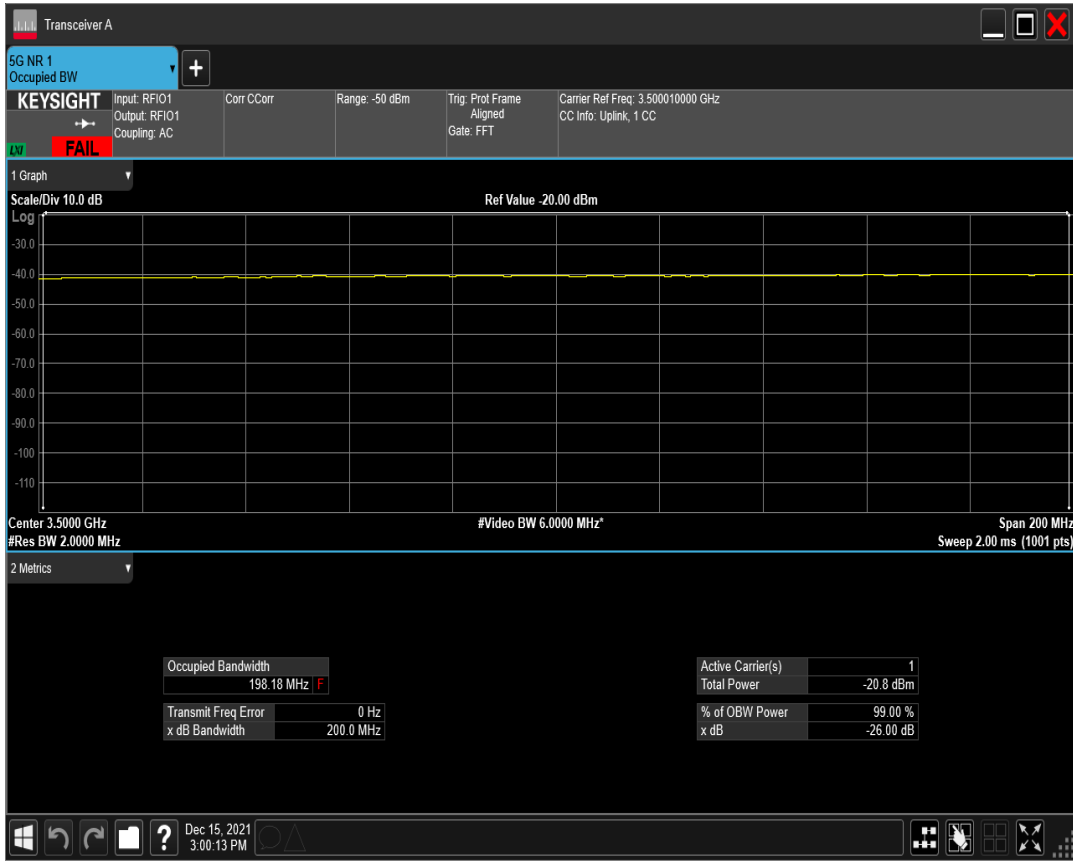 Transceiver A
5G NR 1
Occupied BW
+
KEYSIGHT
LXI
FAIL
Input: RFIO1
Output: RFIO1
Coupling: AC
Corr CCorr
Range: -50 dBm
Trig: Prot Frame
Aligned
Gate: FFT
Carrier Ref Freq: 3.500010000 GHz
CC Info: Uplink, 1 CC
1 Graph
Scale/Div 10.0 dB
Ref Value -20.00 dBm
Log
-30.0
-40.0
-50.0
-60.0
-70.0
-80.0
-90.0
-100
-110
Center 3.5000 GHz
#Video BW 6.0000 MHz*
Span 200 MHz
#Res BW 2.0000 MHz
Sweep 2.00 ms (1001 pts)
2 Metrics
Occupied Bandwidth
198.18 MHz F
Transmit Freq Error 0 Hz
x dB Bandwidth 200.0 MHz
Active Carrier(s) 1
Total Power -20.8 dBm
% of OBW Power 99.00 %
x dB -26.00 dB
?
Dec 15, 2021
3:00:13 PM